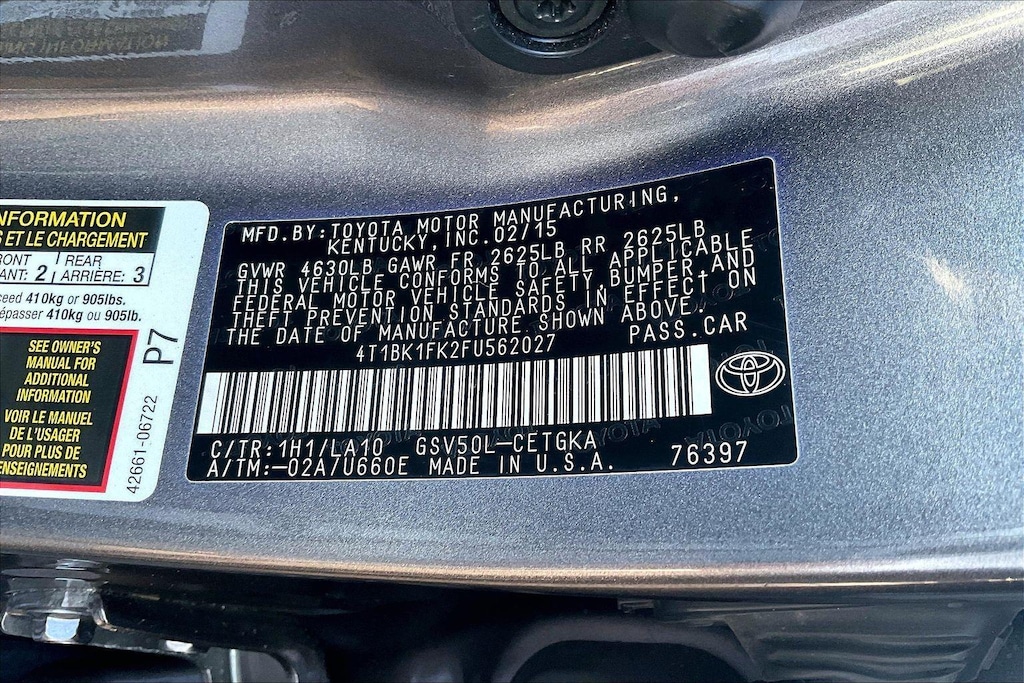 NFORMATION
S ET LE CHARGEMENT
RONT
ANT: 2
REAR
ARRIÈRE: 3
ceed 410kg or 905lbs.
épasser 410kg ou 905lb.
SEE OWNER'S
MANUAL FOR
ADDITIONAL
INFORMATION
VOIR LE MANUEL
DE L'USAGER
POUR PLUS DE
ENSEIGNEMENTS
42661-06722
P7
MFD.BY:TOYOTA MOTOR MANUFACTURING,
KENTUCKY,INC.02/15
GVWR 4630LB GAWR FR 2625LB RR 2625LB
THIS VEHICLE CONFORMS TO ALL APPLICABLE
FEDERAL MOTOR VEHICLE SAFETY,BUMPER,AND
THEFT PREVENTION STANDARDS IN EFFECT ON
THE DATE OF MANUFACTURE SHOWN ABOVE.
4T1BK1FK2FU562027 PASS.CAR
C/TR:1H1/LA10 GSV50L-CETGKA
A/TM:-02A/U660E MADE IN U.S.A. 76397